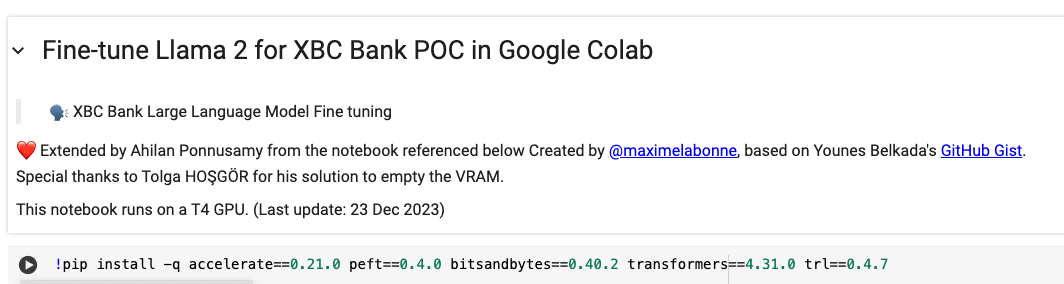 Fine-tune Llama 2 for XBC Bank POC in Google Colab
🗣️ XBC Bank Large Language Model Fine tuning
❤️ Extended by Ahilan Ponnusamy from the notebook referenced below Created by @maximelabonne, based on Younes Belkada's GitHub Gist.
Special thanks to Tolga HOŞGÖR for his solution to empty the VRAM.
This notebook runs on a T4 GPU. (Last update: 23 Dec 2023)
!pip install -q accelerate==0.21.0 peft==0.4.0 bitsandbytes==0.40.2 transformers==4.31.0 trl==0.4.7